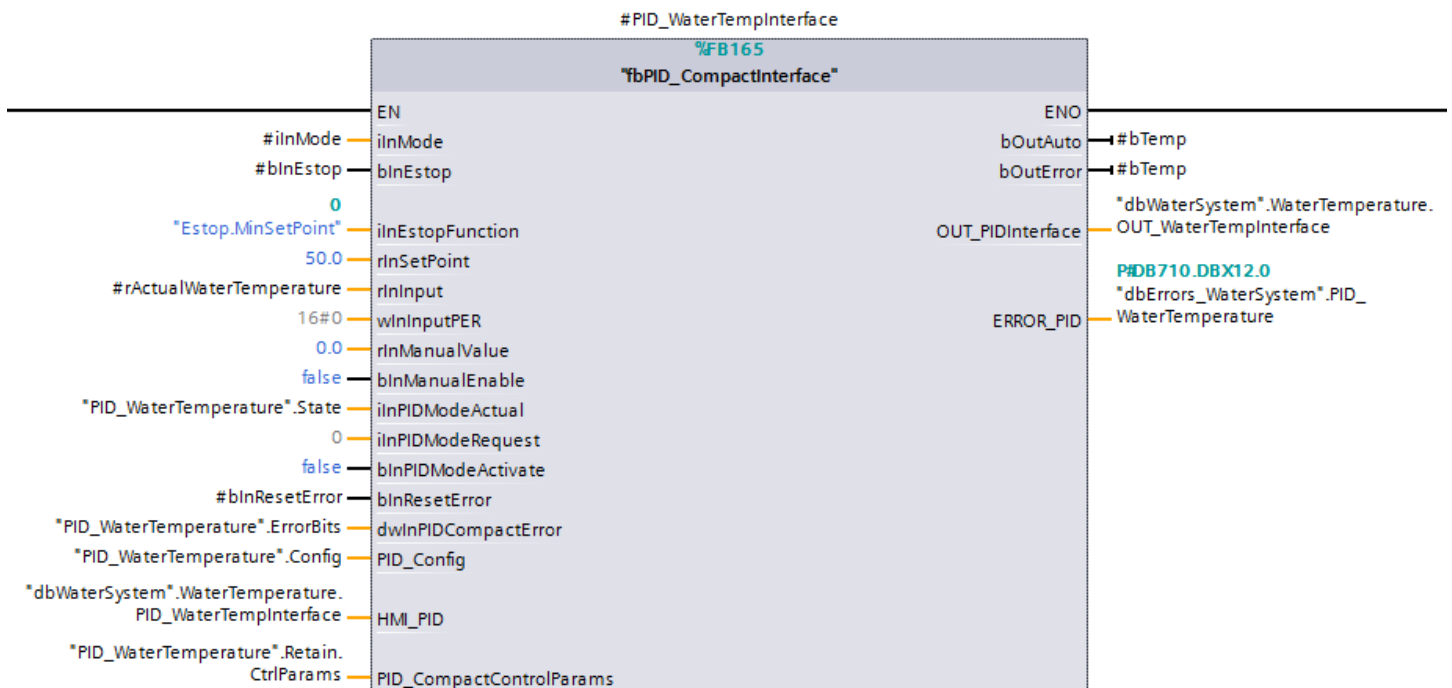 #PID_WaterTempInterface
%FB165
"fbPID_CompactInterface"
EN
ENO
#iInMode
iInMode
bOutAuto
#bTemp
#bInEstop
bInEstop
bOutError
#bTemp
0
"Estop.MinSetPoint"
iInEstopFunction
OUT_PIDInterface
"dbWaterSystem".WaterTemperature.
OUT_WaterTempInterface
50.0
rInSetPoint
#rActualWaterTemperature
rInInput
P#DB710.DBX12.0
"dbErrors_WaterSystem".PID_
WaterTemperature
16#0
wInInputPER
ERROR_PID
0.0
rInManualValue
false
bInManualEnable
"PID_WaterTemperature".State
iInPIDModeActual
0
iInPIDModeRequest
false
bInPIDModeActivate
#bInResetError
bInResetError
"PID_WaterTemperature".ErrorBits
dwInPIDCompactError
"PID_WaterTemperature".Config
PID_Config
"dbWaterSystem".WaterTemperature.
PID_WaterTempInterface
HMI_PID
"PID_WaterTemperature".Retain.
CtrlParams
PID_CompactControlParams